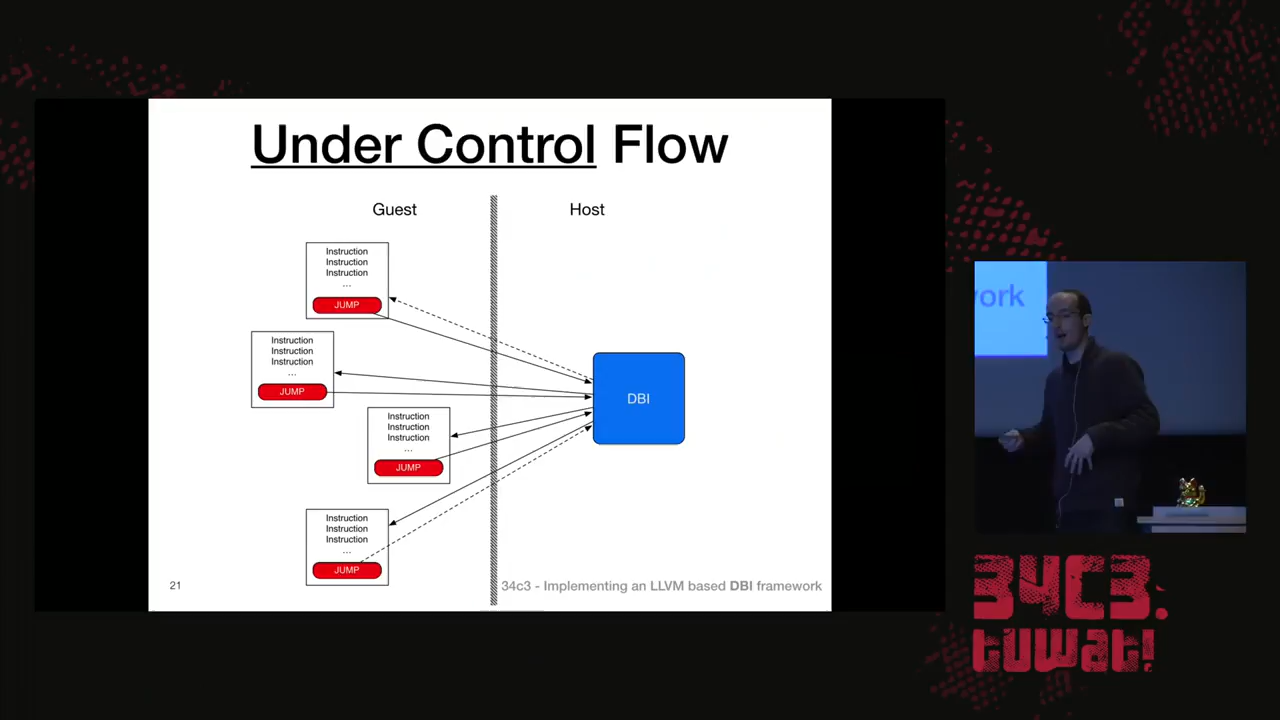 Under Control Flow
Guest
Host
Instruction
Instruction
Instruction
...
JUMP
Instruction
Instruction
Instruction
...
JUMP
Instruction
Instruction
Instruction
...
JUMP
Instruction
Instruction
Instruction
...
JUMP
DBI
21
34c3 - Implementing an LLVM based DBI framework
work
34C3.
tuwat!